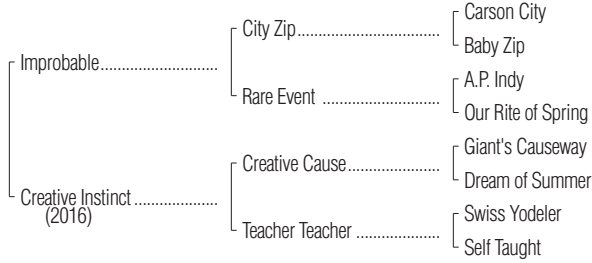 Carson City
City Zip..............................
Baby Zip
Improbable.........................
A.P. Indy
Rare Event .........................
Our Rite of Spring
Giant's Causeway
Creative Cause...................
Dream of Summer
Creative Instinct..................
(2016)
Swiss Yodeler
Teacher Teacher .................
Self Taught